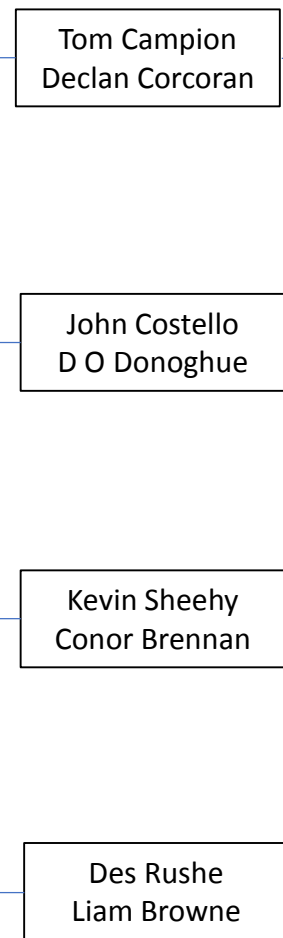 Tom Campion
Declan Corcoran
John Costello
D O Donoghue
Kevin Sheehy
Conor Brennan
Des Rushe
Liam Browne